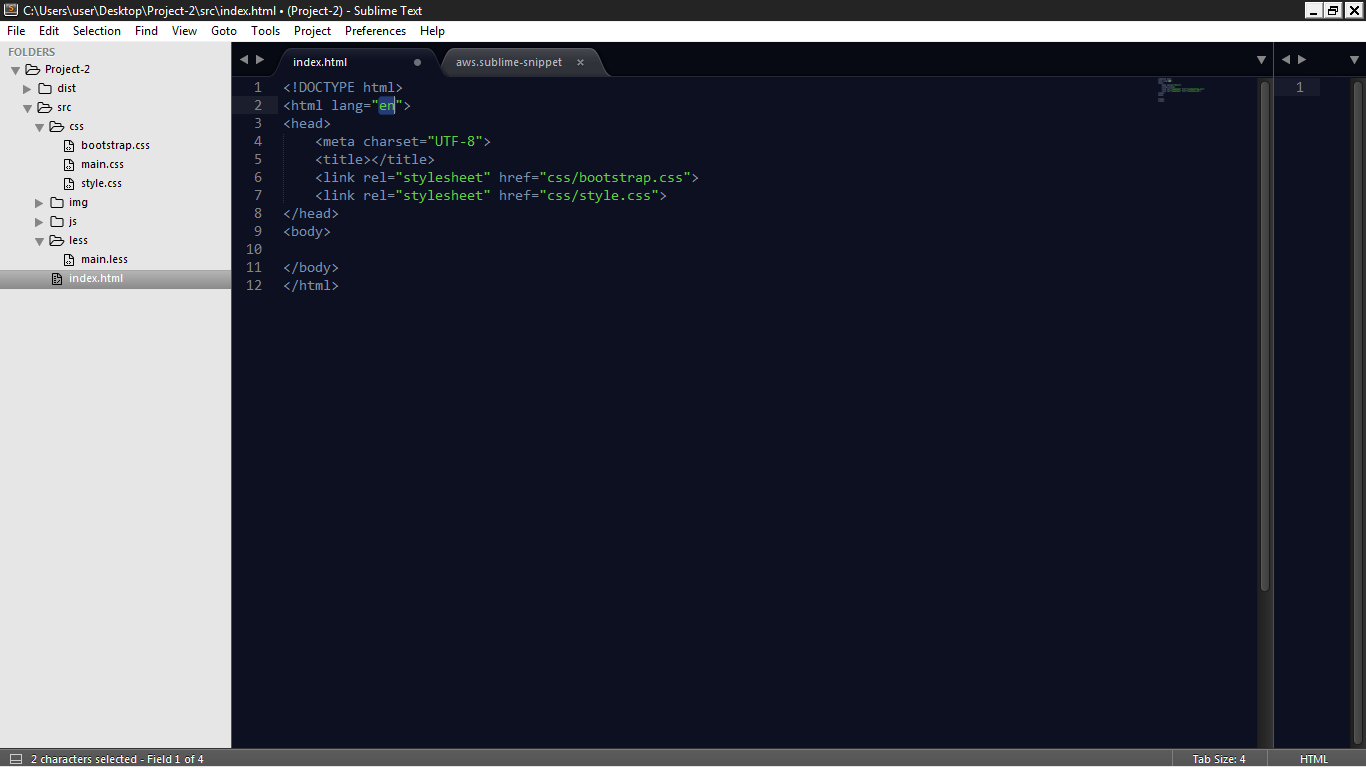 C:\Users\user\Desktop\Project-2\src\index.html • (Project-2) - Sublime Text
File Edit Selection Find View Goto Tools Project Preferences Help
FOLDERS
Project-2
dist
src
css
bootstrap.css
main.css
style.css
img
js
less
main.less
index.html
index.html
aws.sublime-snippet
1 <!DOCTYPE html>
2 <html lang="en">
3 <head>
4     <meta charset="UTF-8">
5     <title></title>
6     <link rel="stylesheet" href="css/bootstrap.css">
7     <link rel="stylesheet" href="css/style.css">
8 </head>
9 <body>
10
11 </body>
12 </html>
1
2 characters selected - Field 1 of 4
Tab Size: 4
HTML